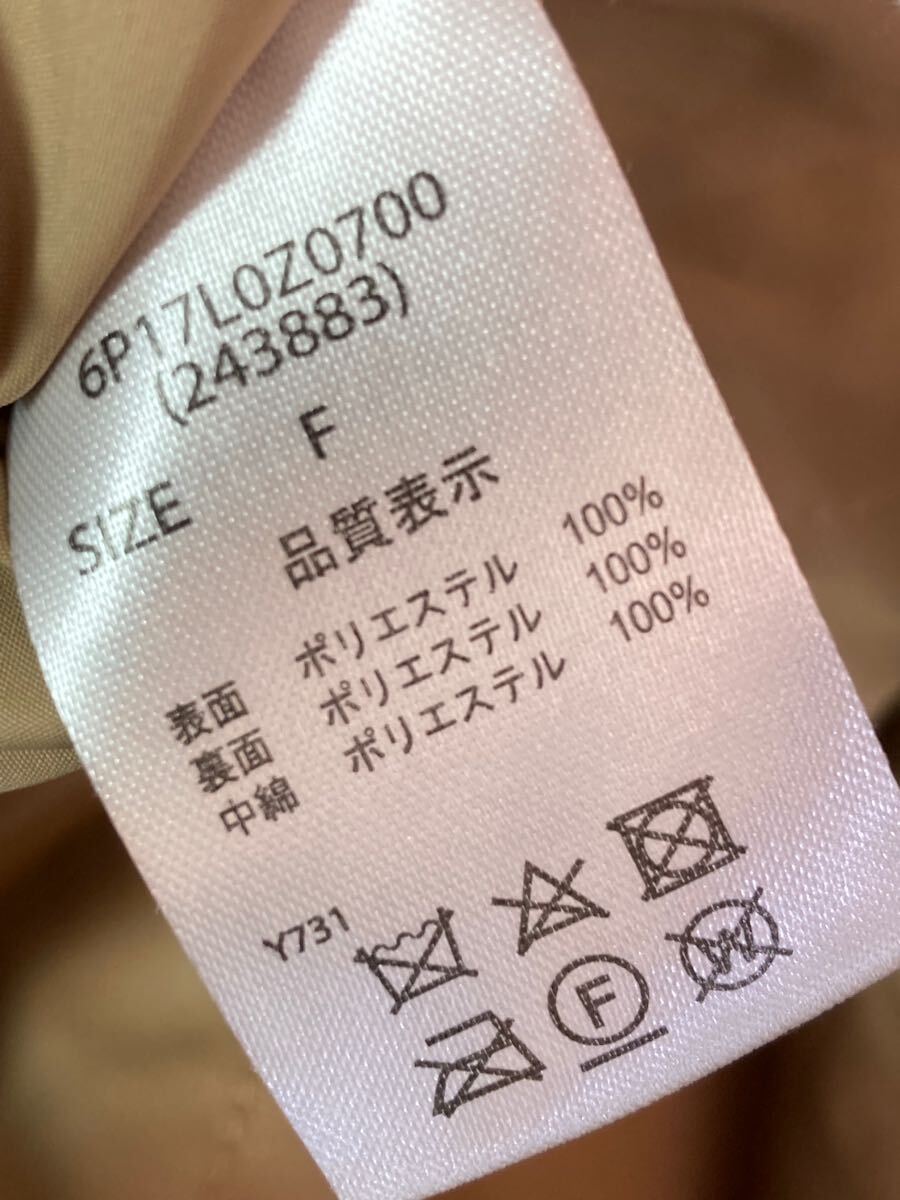 6P17L0Z0700
(243883)
SIZE F
品質表示
表面 ポリエステル 100%
裏面 ポリエステル 100%
中綿 ポリエステル 100%
Y731
F
W